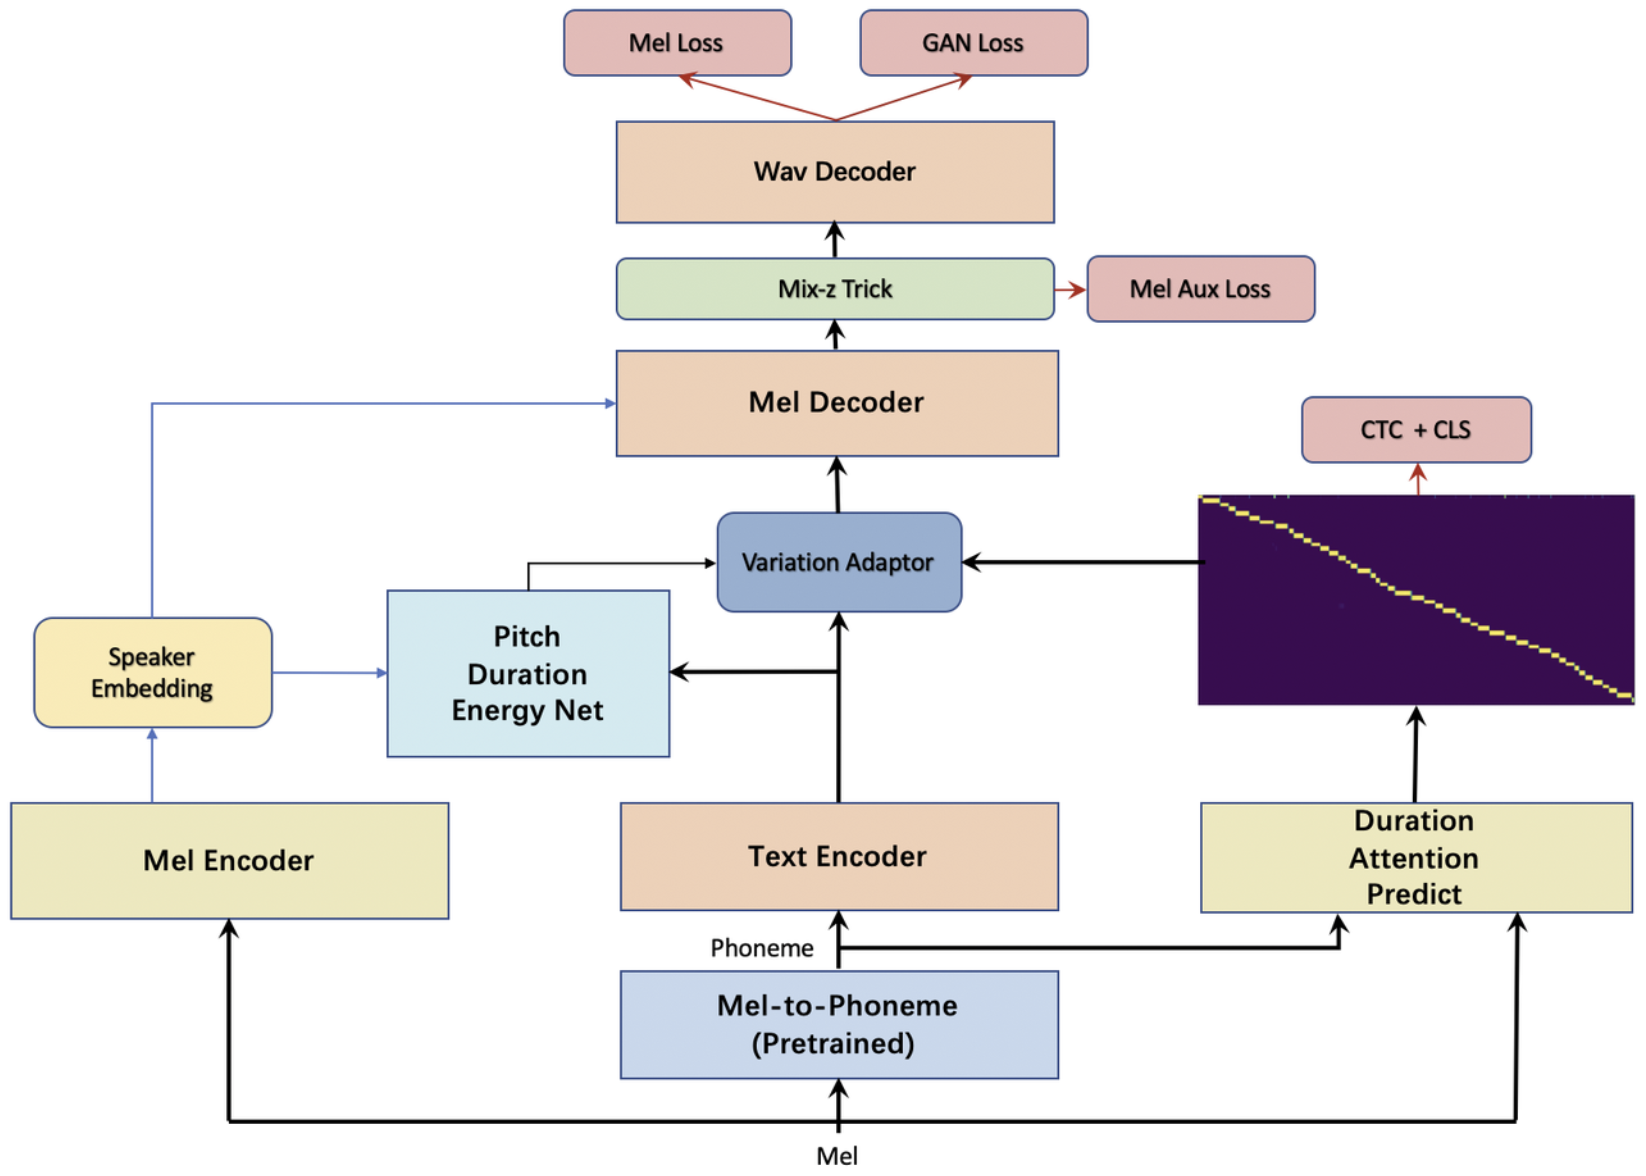 Mel Loss
GAN Loss
Wav Decoder
Mix-z Trick
Mel Aux Loss
Mel Decoder
CTC + CLS
Variation Adaptor
Pitch
Duration
Energy Net
Speaker
Embedding
Mel Encoder
Text Encoder
Duration
Attention
Predict
Phoneme
Mel-to-Phoneme
(Pretrained)
Mel